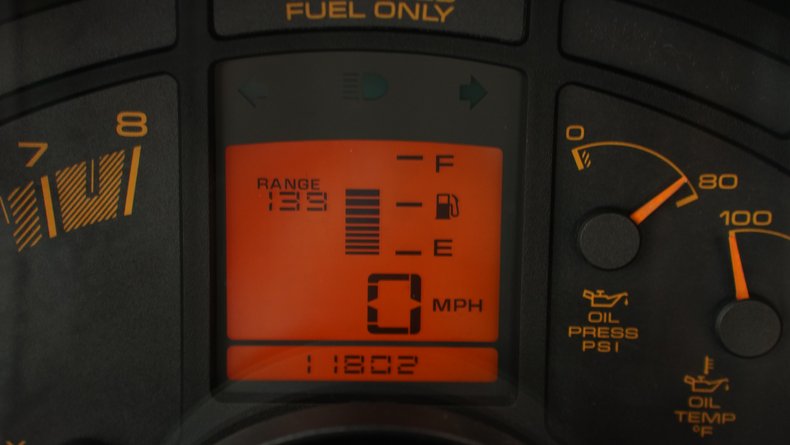 FUEL ONLY
7 8
RANGE
139
F
E
0 MPH
11802
0
80
OIL
PRESS
PSI
100
OIL
TEMP
°F